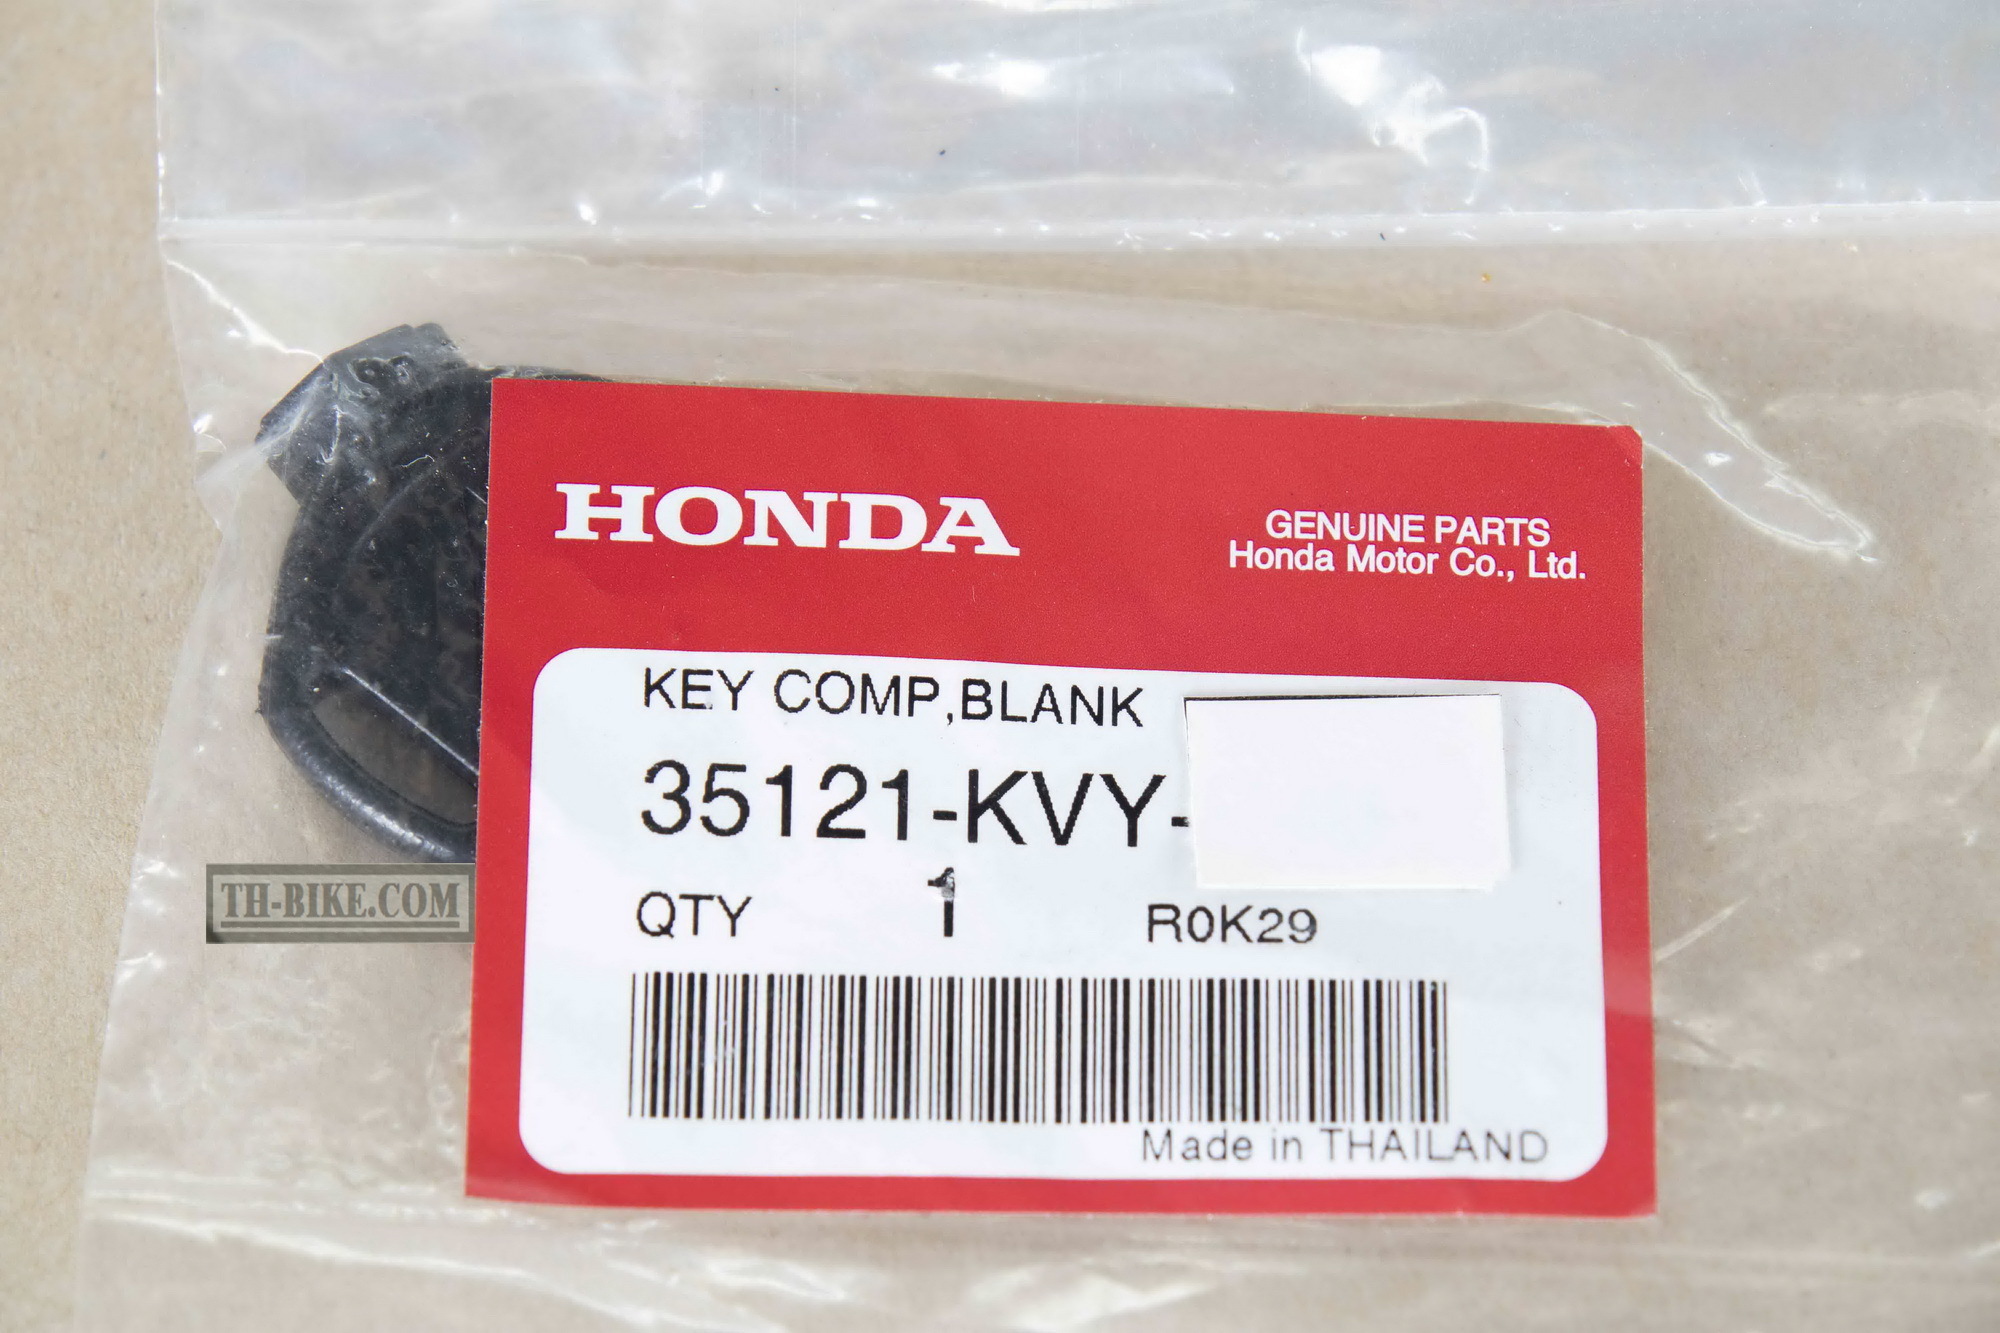 HONDA
GENUINE PARTS
Honda Motor Co., Ltd.
KEY COMP,BLANK
35121-KVY-
QTY 1 R0K29
Made in THAILAND
TH-BIKE.COM